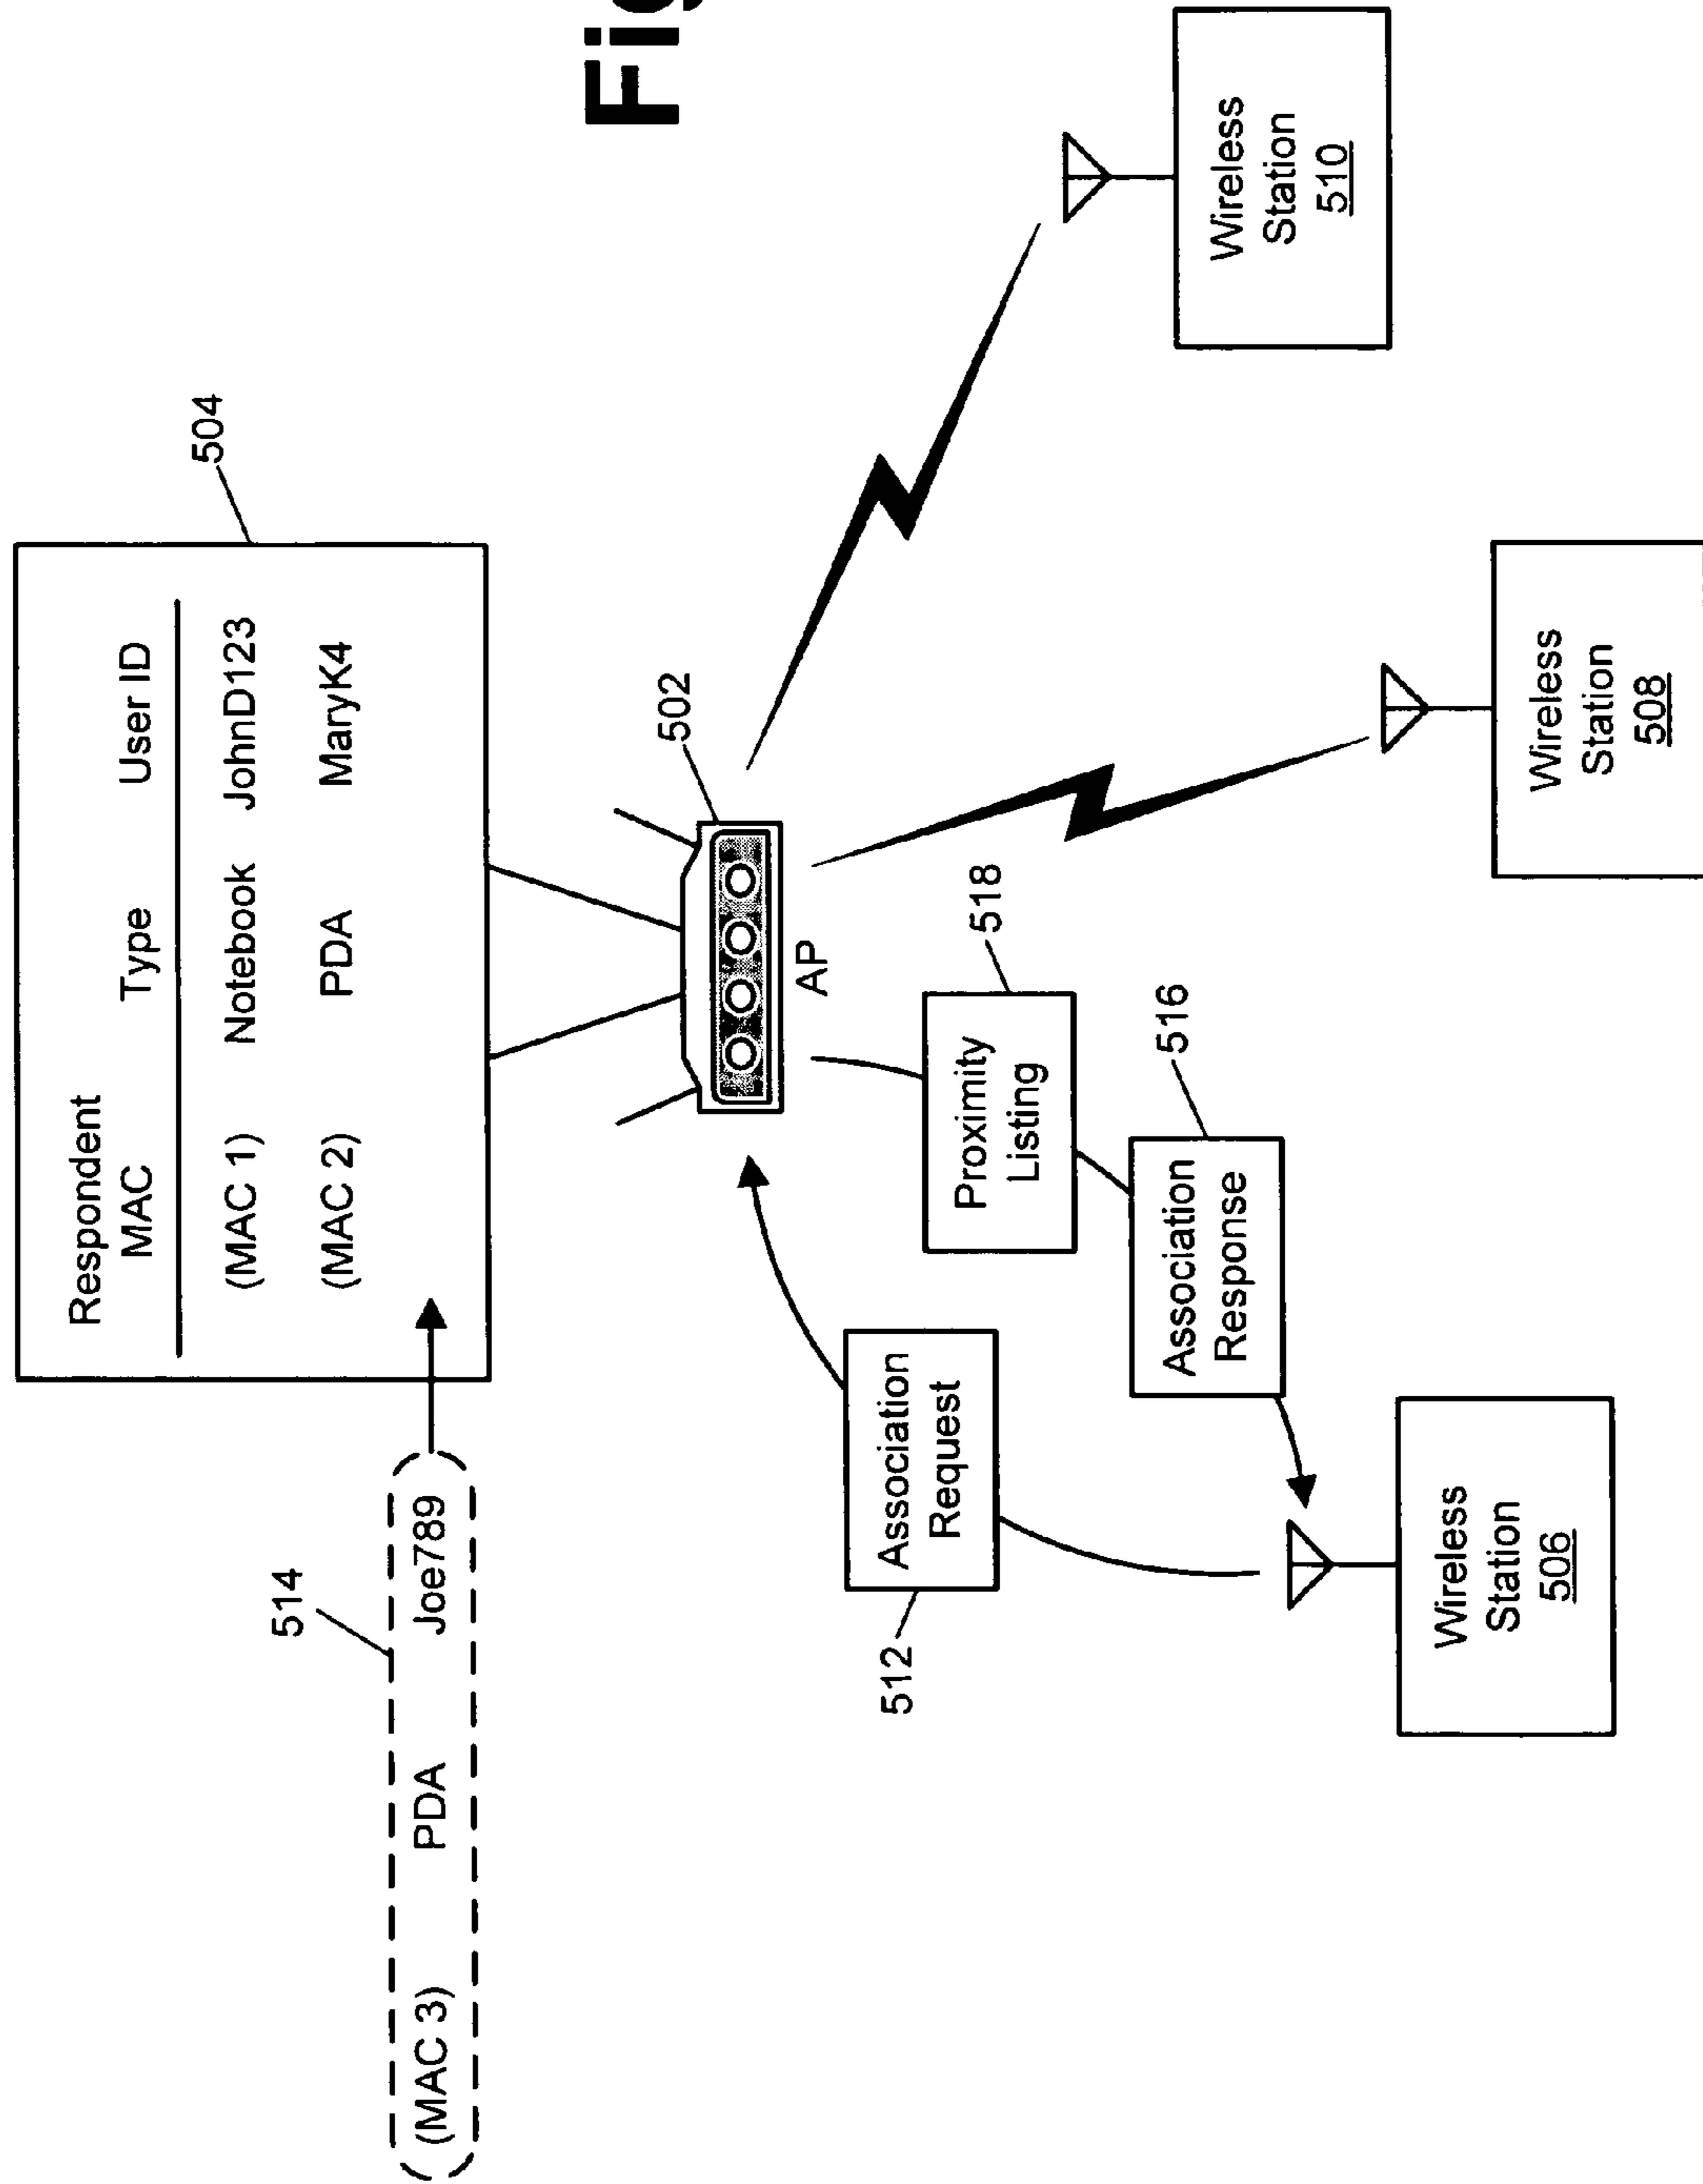 504
Respondent
MAC Type User ID
(MAC 1) Notebook JohnD123
(MAC 2) PDA MaryK4
514
(MAC 3) PDA Joe789
502
AP
518
Proximity
Listing
516
Association
Response
Association
Request
512
Wireless
Station
506
Wireless
Station
508
Wireless
Station
510